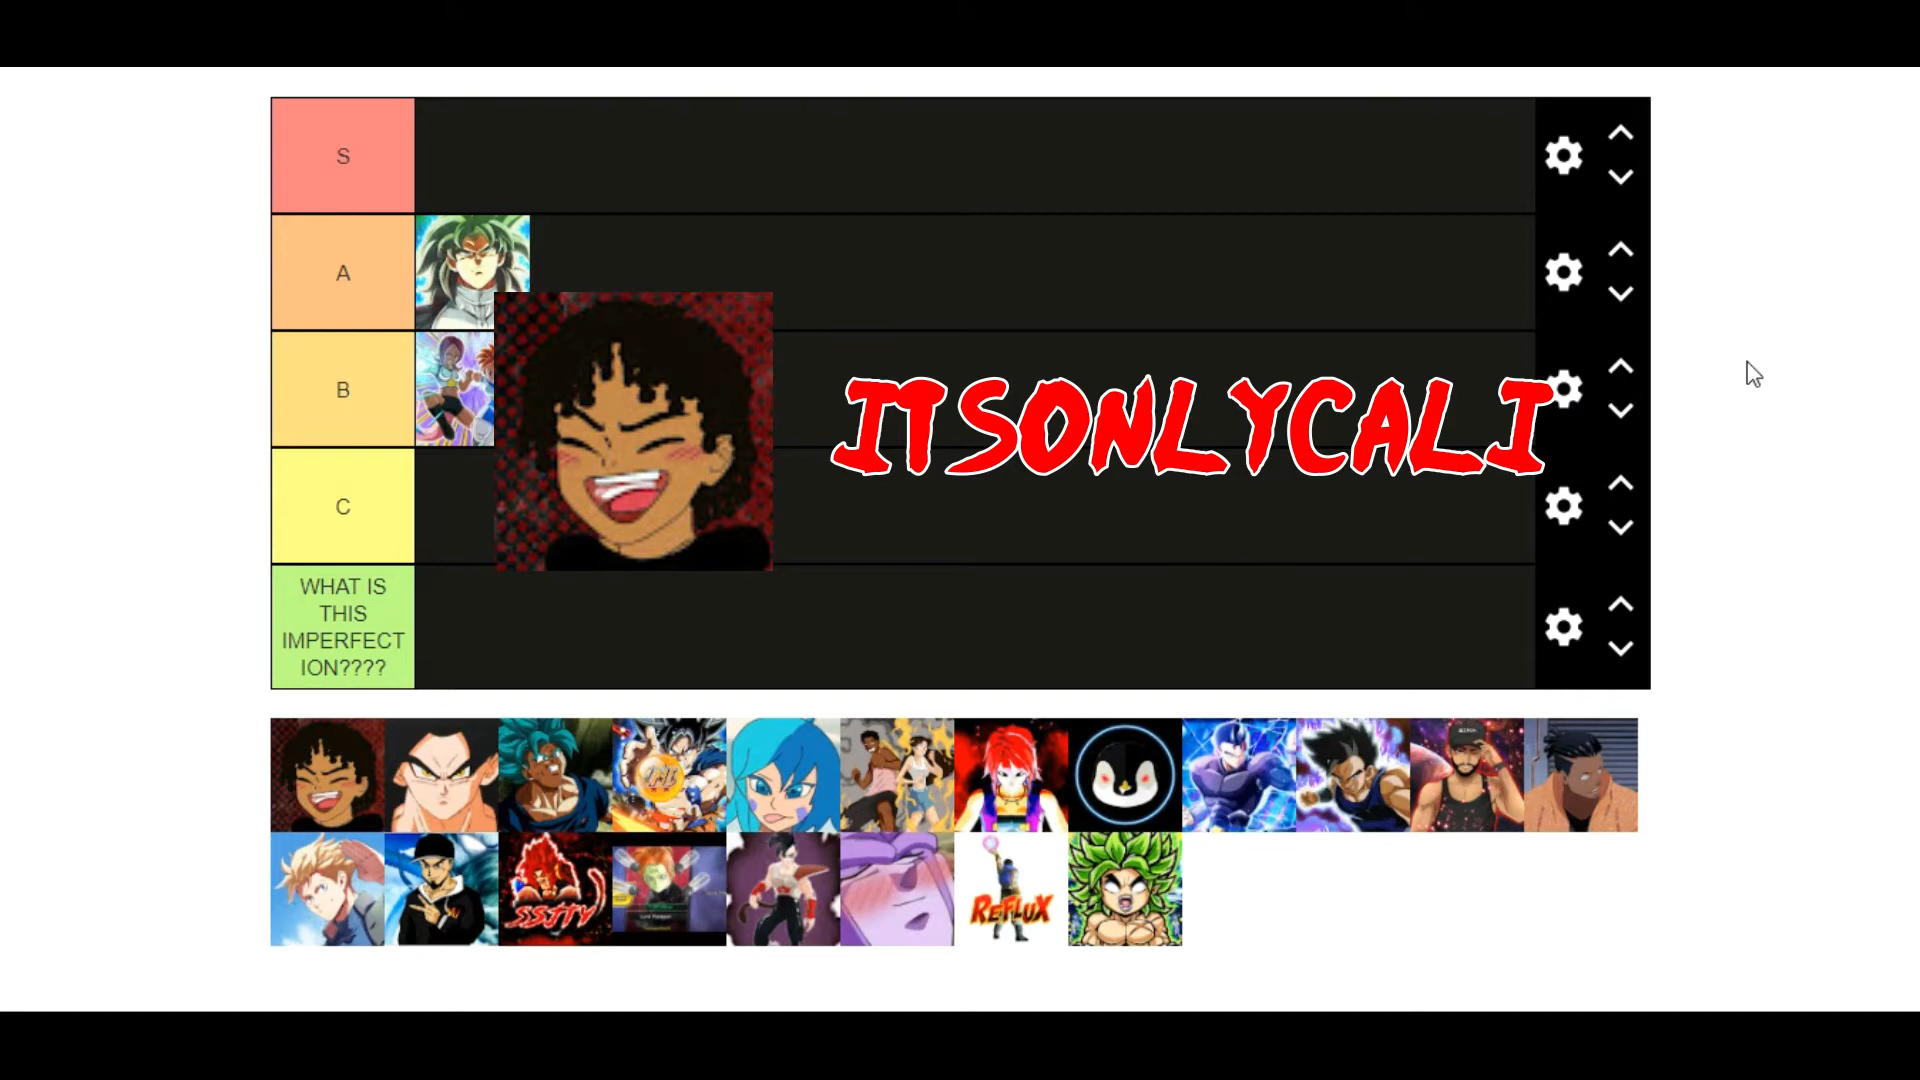 S
A
B
ITSONLYCALI
C
WHAT IS
THIS
IMPERFECT
ION????
SSJTY
REFLUX